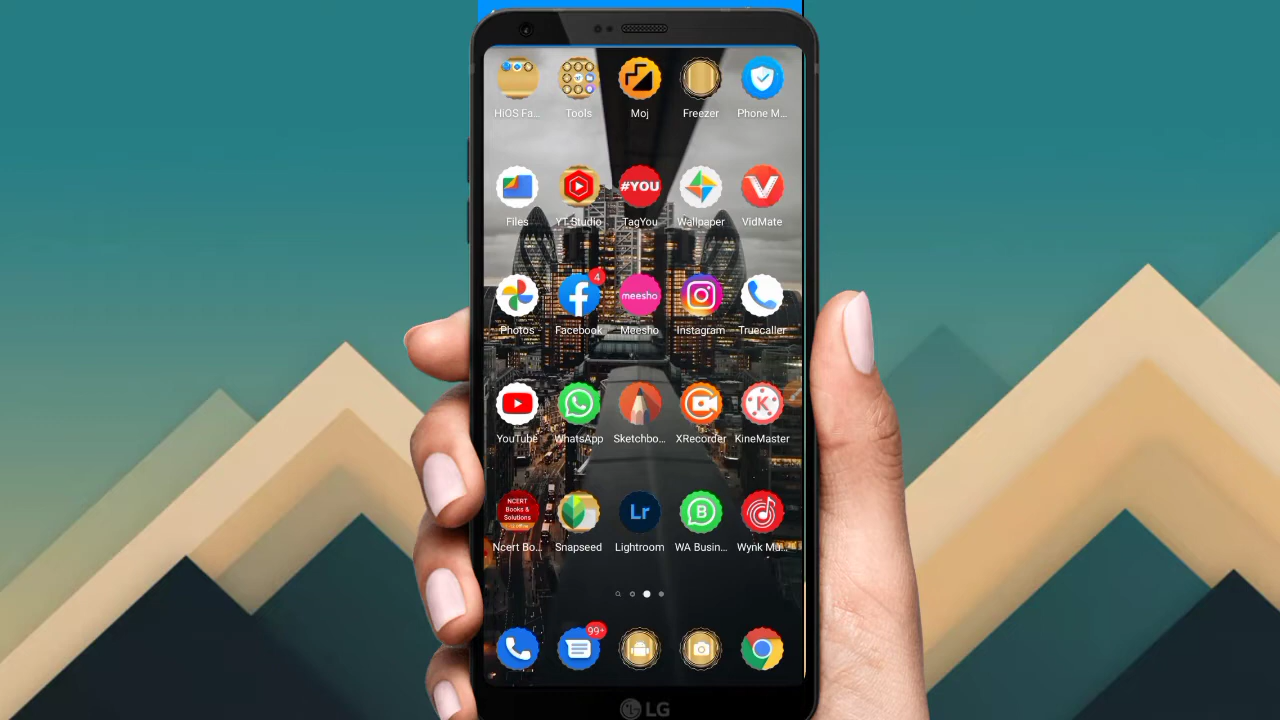 HiOS Fa...
Tools
Moj
Freezer
Phone M...
#YOU
Files
YT Studio
TagYou
Wallpaper
VidMate
4
meesho
Photos
Facebook
Meesho
Instagram
Truecaller
YouTube
WhatsApp
Sketchbo...
XRecorder
KineMaster
NCERT
Books &
Solutions
Lr
B
Ncert Bo...
Snapseed
Lightroom
WA Busin...
Wynk Mu...
99+
LG